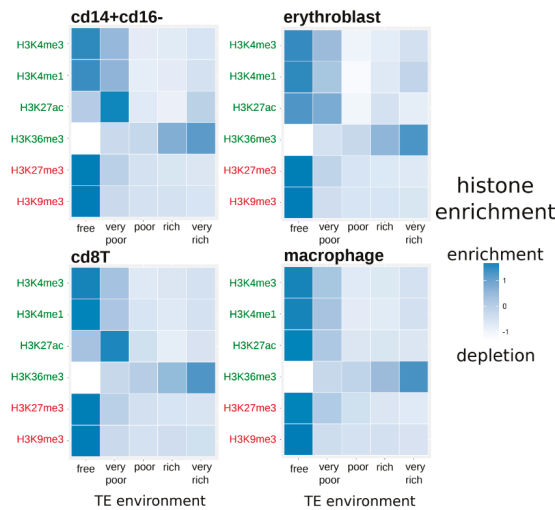 cd14+cd16-
H3K4me3
H3K4me1
H3K27ac
H3K36me3
H3K27me3
H3K9me3
free very poor poor rich very rich
erythroblast
H3K4me3
H3K4me1
H3K27ac
H3K36me3
H3K27me3
H3K9me3
free very poor poor rich very rich
cd8T
H3K4me3
H3K4me1
H3K27ac
H3K36me3
H3K27me3
H3K9me3
free very poor poor rich very rich
TE environment
macrophage
H3K4me3
H3K4me1
H3K27ac
H3K36me3
H3K27me3
H3K9me3
free very poor poor rich very rich
TE environment
histone
enrichment
enrichment
1
0
-1
depletion